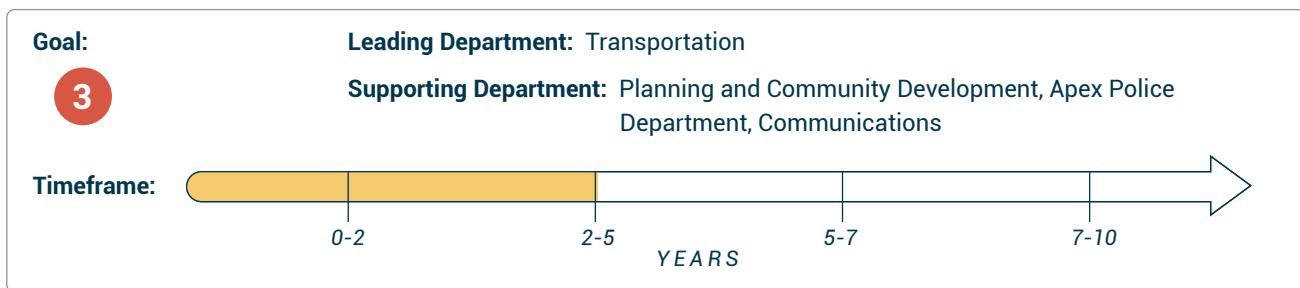 Goal:
Leading Department: Transportation
3
Supporting Department: Planning and Community Development, Apex Police
Department, Communications
Timeframe:
0-2
2-5
5-7
7-10
YEARS